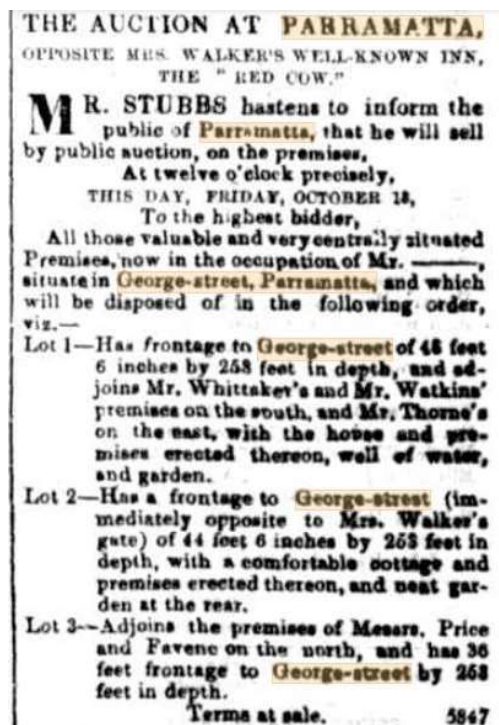 THE AUCTION AT PARRAMATTA,
OPPOSITE MRS. WALKER'S WELL-KNOWN INN,
THE "RED COW."
MR. STUBBS hastens to inform the
public of Parramatta, that he will sell
by public auction, on the premises,
At twelve o'clock precisely,
THIS DAY, FRIDAY, OCTOBER 13,
To the highest bidder,
All those valuable and very centrally situated
Premises, now in the occupation of Mr. ———,
situate in George-street, Parramatta, and which
will be disposed of in the following order,
viz.—
Lot 1—Has frontage to George-street of 48 feet
6 inches by 258 feet in depth, and ad-
joins Mr. Whittaker's and Mr. Watkins'
premises on the south, and Mr. Thorne's
on the east, with the house and pre-
mises erected thereon, well of water,
and garden.
Lot 2—Has a frontage to George-street (im-
mediately opposite to Mrs. Walker's
gate) of 44 feet 6 inches by 253 feet in
depth, with a comfortable cottage and
premises erected thereon, and neat gar-
den at the rear.
Lot 3—Adjoins the premises of Messrs. Price
and Favenc on the north, and has 36
feet frontage to George-street by 268
feet in depth.
Terms at sale. 5847